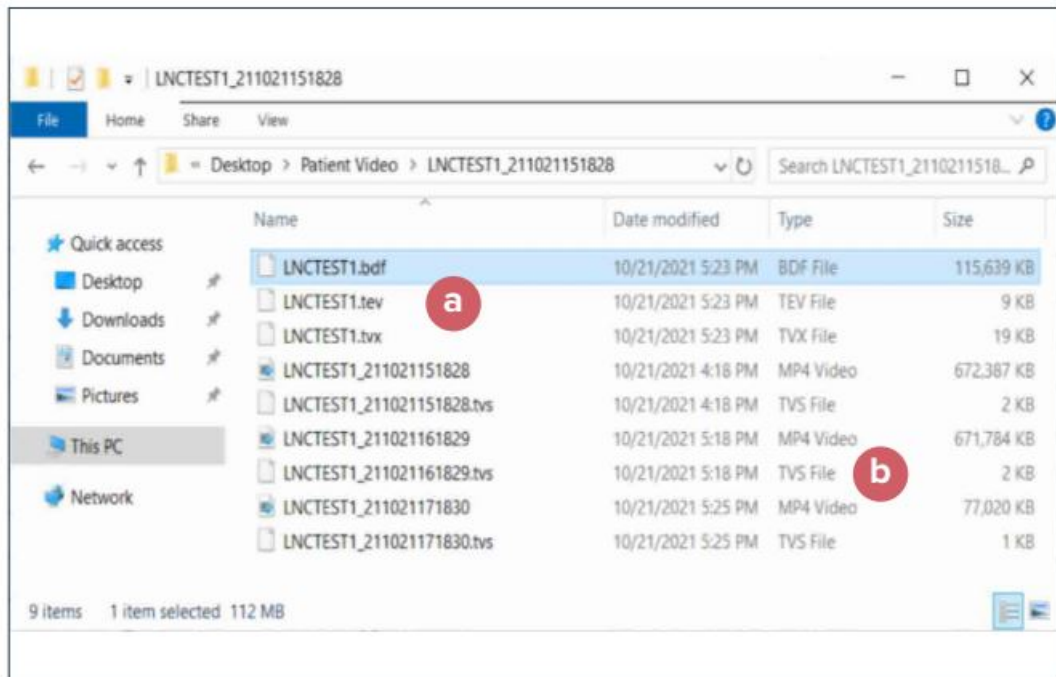 LNCTEST1_211021151828
File Home Share View
« Desktop > Patient Video > LNCTEST1_211021151828 Search LNCTEST1_2110211518...
Name Date modified Type Size
Quick access
Desktop
Downloads
Documents
Pictures
This PC
Network
LNCTEST1.bdf 10/21/2021 5:23 PM BDF File 115,639 KB
LNCTEST1.tev 10/21/2021 5:23 PM TEV File 9 KB
a
LNCTEST1.tvx 10/21/2021 5:23 PM TVX File 19 KB
LNCTEST1_211021151828 10/21/2021 4:18 PM MP4 Video 672,387 KB
LNCTEST1_211021151828.tvs 10/21/2021 4:18 PM TVS File 2 KB
LNCTEST1_211021161829 10/21/2021 5:18 PM MP4 Video 671,784 KB
LNCTEST1_211021161829.tvs 10/21/2021 5:18 PM TVS File 2 KB
b
LNCTEST1_211021171830 10/21/2021 5:25 PM MP4 Video 77,020 KB
LNCTEST1_211021171830.tvs 10/21/2021 5:25 PM TVS File 1 KB
9 items 1 item selected 112 MB